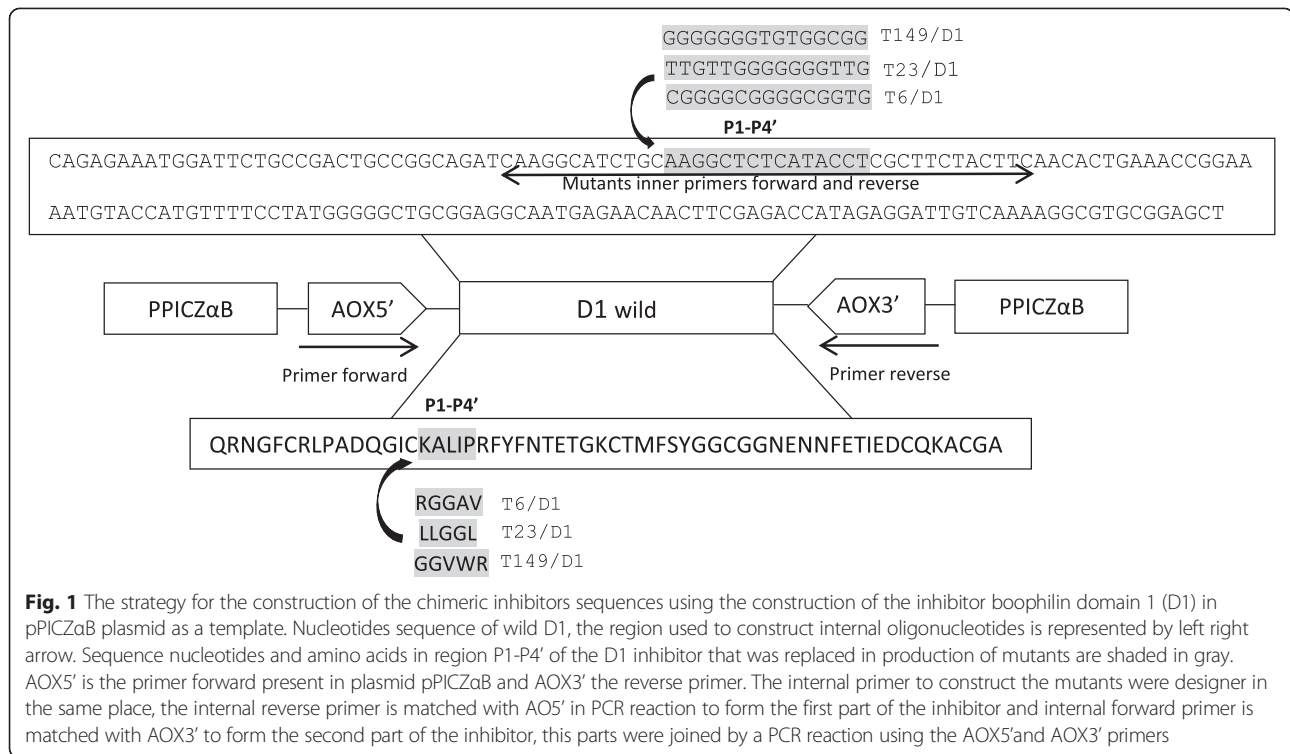 GGGGGGGTGTGGCGG T149/D1
TTGTTGGGGGGGTTG T23/D1
CGGGGCGGGGCGGTG T6/D1
P1-P4’
CAGAGAAATGGATTCTGCCGACTGCCGGCAGATCAAGGCATCTGCAAGGCTCTCATACCTCGCTTCTACTTCAACACTGAAACCGGAA
Mutants inner primers forward and reverse
AATGTACCATGTTTTCCTATGGGGGCTGCGGAGGCAATGAGAACAACTTCGAGACCATAGAGGATTGTCAAAAGGCGTGCGGAGCT
PPICZαB AOX5’ D1 wild AOX3’ PPICZαB
Primer forward Primer reverse
P1-P4’
QRNGFCRLPADQGICKALIPRFYFNTETGKCTMFSYGGCGGNENNFETIEDCQKACGA
RGGAV T6/D1
LLGGL T23/D1
GGVWR T149/D1
Fig. 1 The strategy for the construction of the chimeric inhibitors sequences using the construction of the inhibitor boophilin domain 1 (D1) in
pPICZαB plasmid as a template. Nucleotides sequence of wild D1, the region used to construct internal oligonucleotides is represented by left right
arrow. Sequence nucleotides and amino acids in region P1-P4’ of the D1 inhibitor that was replaced in production of mutants are shaded in gray.
AOX5’ is the primer forward present in plasmid pPICZαB and AOX3’ the reverse primer. The internal primer to construct the mutants were designer in
the same place, the internal reverse primer is matched with AO5’ in PCR reaction to form the first part of the inhibitor and internal forward primer is
matched with AOX3’ to form the second part of the inhibitor, this parts were joined by a PCR reaction using the AOX5’and AOX3’ primers